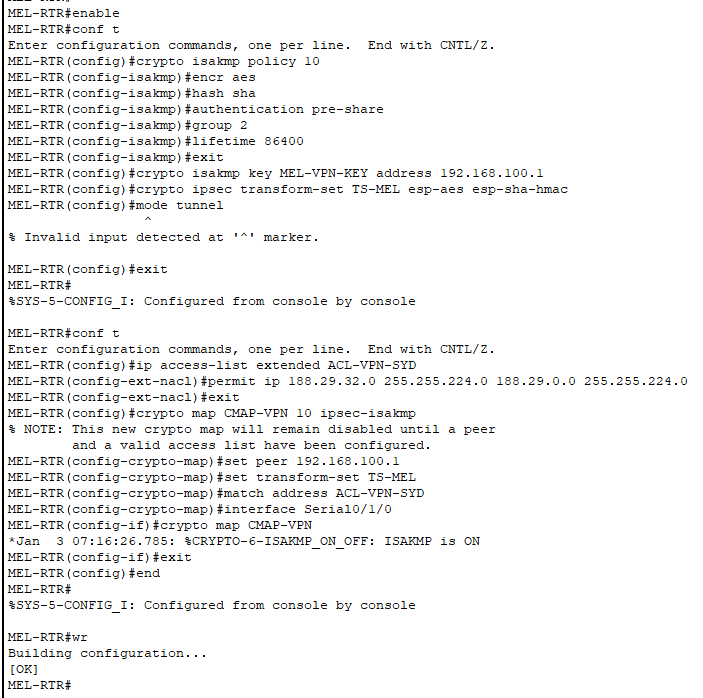 MEL-RTR#enable
MEL-RTR#conf t
Enter configuration commands, one per line.  End with CNTL/Z.
MEL-RTR(config)#crypto isakmp policy 10
MEL-RTR(config-isakmp)#encr aes
MEL-RTR(config-isakmp)#hash sha
MEL-RTR(config-isakmp)#authentication pre-share
MEL-RTR(config-isakmp)#group 2
MEL-RTR(config-isakmp)#lifetime 86400
MEL-RTR(config-isakmp)#exit
MEL-RTR(config)#crypto isakmp key MEL-VPN-KEY address 192.168.100.1
MEL-RTR(config)#crypto ipsec transform-set TS-MEL esp-aes esp-sha-hmac
MEL-RTR(config)#mode tunnel
^
% Invalid input detected at '^' marker.
MEL-RTR(config)#exit
MEL-RTR#
%SYS-5-CONFIG_I: Configured from console by console
MEL-RTR#conf t
Enter configuration commands, one per line.  End with CNTL/Z.
MEL-RTR(config)#ip access-list extended ACL-VPN-SYD
MEL-RTR(config-ext-nacl)#permit ip 188.29.32.0 255.255.224.0 188.29.0.0 255.255.224.0
MEL-RTR(config-ext-nacl)#exit
MEL-RTR(config)#crypto map CMAP-VPN 10 ipsec-isakmp
% NOTE: This new crypto map will remain disabled until a peer
and a valid access list have been configured.
MEL-RTR(config-crypto-map)#set peer 192.168.100.1
MEL-RTR(config-crypto-map)#set transform-set TS-MEL
MEL-RTR(config-crypto-map)#match address ACL-VPN-SYD
MEL-RTR(config-crypto-map)#interface Serial0/1/0
MEL-RTR(config-if)#crypto map CMAP-VPN
*Jan  3 07:16:26.785: %CRYPTO-6-ISAKMP_ON_OFF: ISAKMP is ON
MEL-RTR(config-if)#exit
MEL-RTR(config)#end
MEL-RTR#
%SYS-5-CONFIG_I: Configured from console by console
MEL-RTR#wr
Building configuration...
[OK]
MEL-RTR#